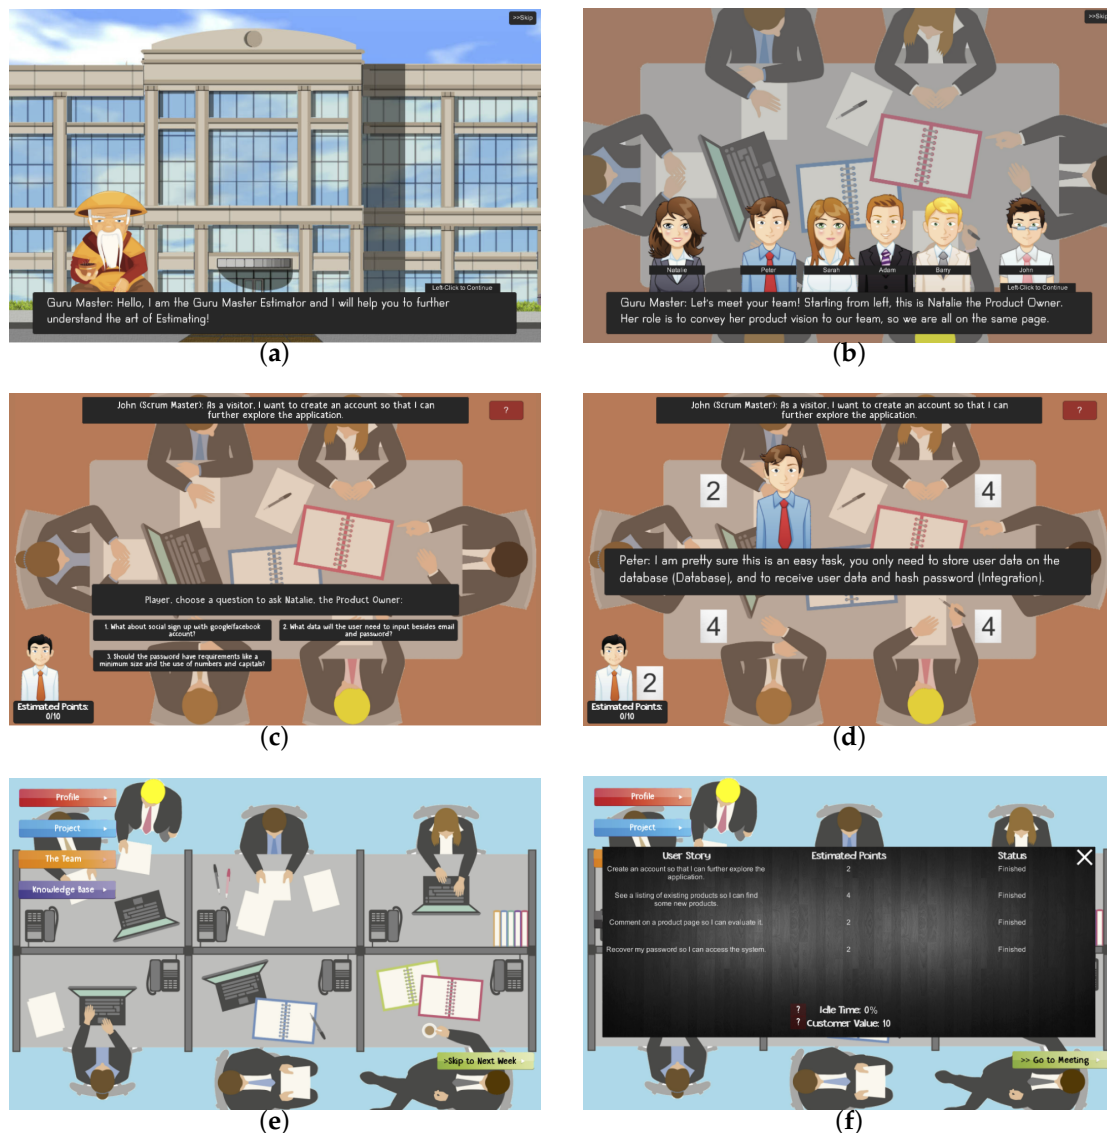 >>Skip
Left-Click to Continue
Guru Master: Hello, I am the Guru Master Estimator and I will help you to further
understand the art of Estimating!
(a)
>>Skip
Natalie
Peter
Sarah
Adam
Barry
John
Left-Click to Continue
Guru Master: Let's meet your team! Starting from left, this is Natalie the Product Owner.
Her role is to convey her product vision to our team, so we are all on the same page.
(b)
John (Scrum Master): As a visitor, I want to create an account so that I can
further explore the application.
?
Player, choose a question to ask Natalie, the Product Owner:
1. What about social sign up with google/facebook
account?
2. What data will the user need to input besides email
and password?
3. Should the password have requirements like a
minimum size and the use of numbers and capitals?
Estimated Points:
0/10
(c)
John (Scrum Master): As a visitor, I want to create an account so that I can
further explore the application.
?
2
4
Peter: I am pretty sure this is an easy task, you only need to store user data on the
database (Database), and to receive user data and hash password (Integration).
4
4
2
Estimated Points:
0/10
(d)
Profile
Project
The Team
Knowledge Base
>Skip to Next Week
(e)
Profile
Project
User Story Estimated Points Status
Create an account so that I can further explore the
application.
2
Finished
See a listing of existing products so I can find
some new products.
4
Finished
Comment on a product page so I can evaluate it.
2
Finished
Recover my password so I can access the system.
2
Finished
? Idle Time: 0%
? Customer Value: 10
>> Go to Meeting
(f)